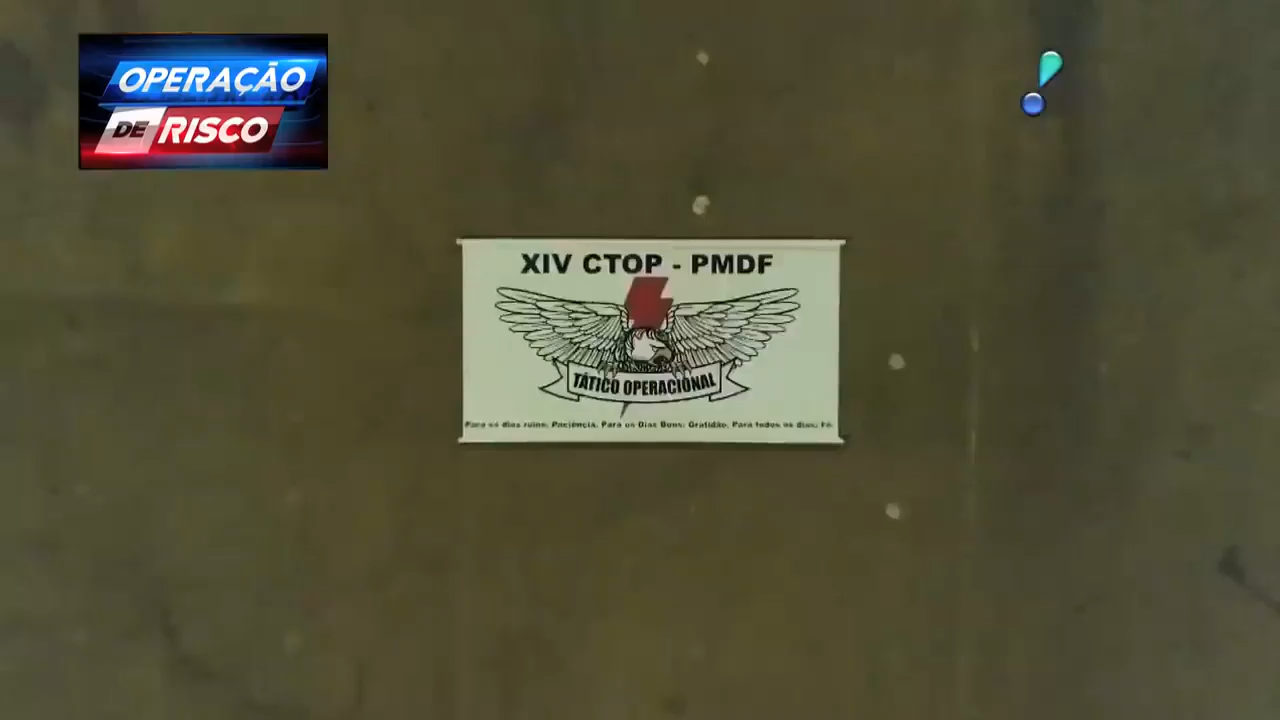 OPERAÇÃO
DE RISCO
XIV CTOP - PMDF
TÁTICO OPERACIONAL
Para os dias ruins, Paciência. Para os Dias Bons: Gratidão. Para todos os dias, Fé.